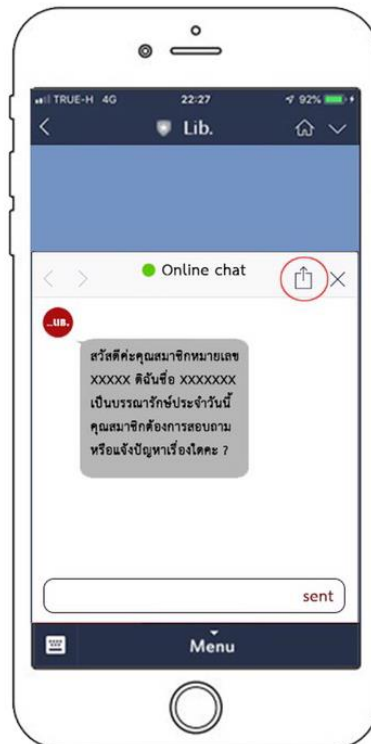 TRUE-H 4G 22:27 92%
Lib.
Online chat
...LIB.
สวัสดีค่ะคุณสมาชิกหมายเลข
XXXXX ดิฉันชื่อ XXXXXXX
เป็นบรรณารักษ์ประจำวันนี้
คุณสมาชิกต้องการสอบถาม
หรือแจ้งปัญหาเรื่องใดคะ ?
sent
Menu